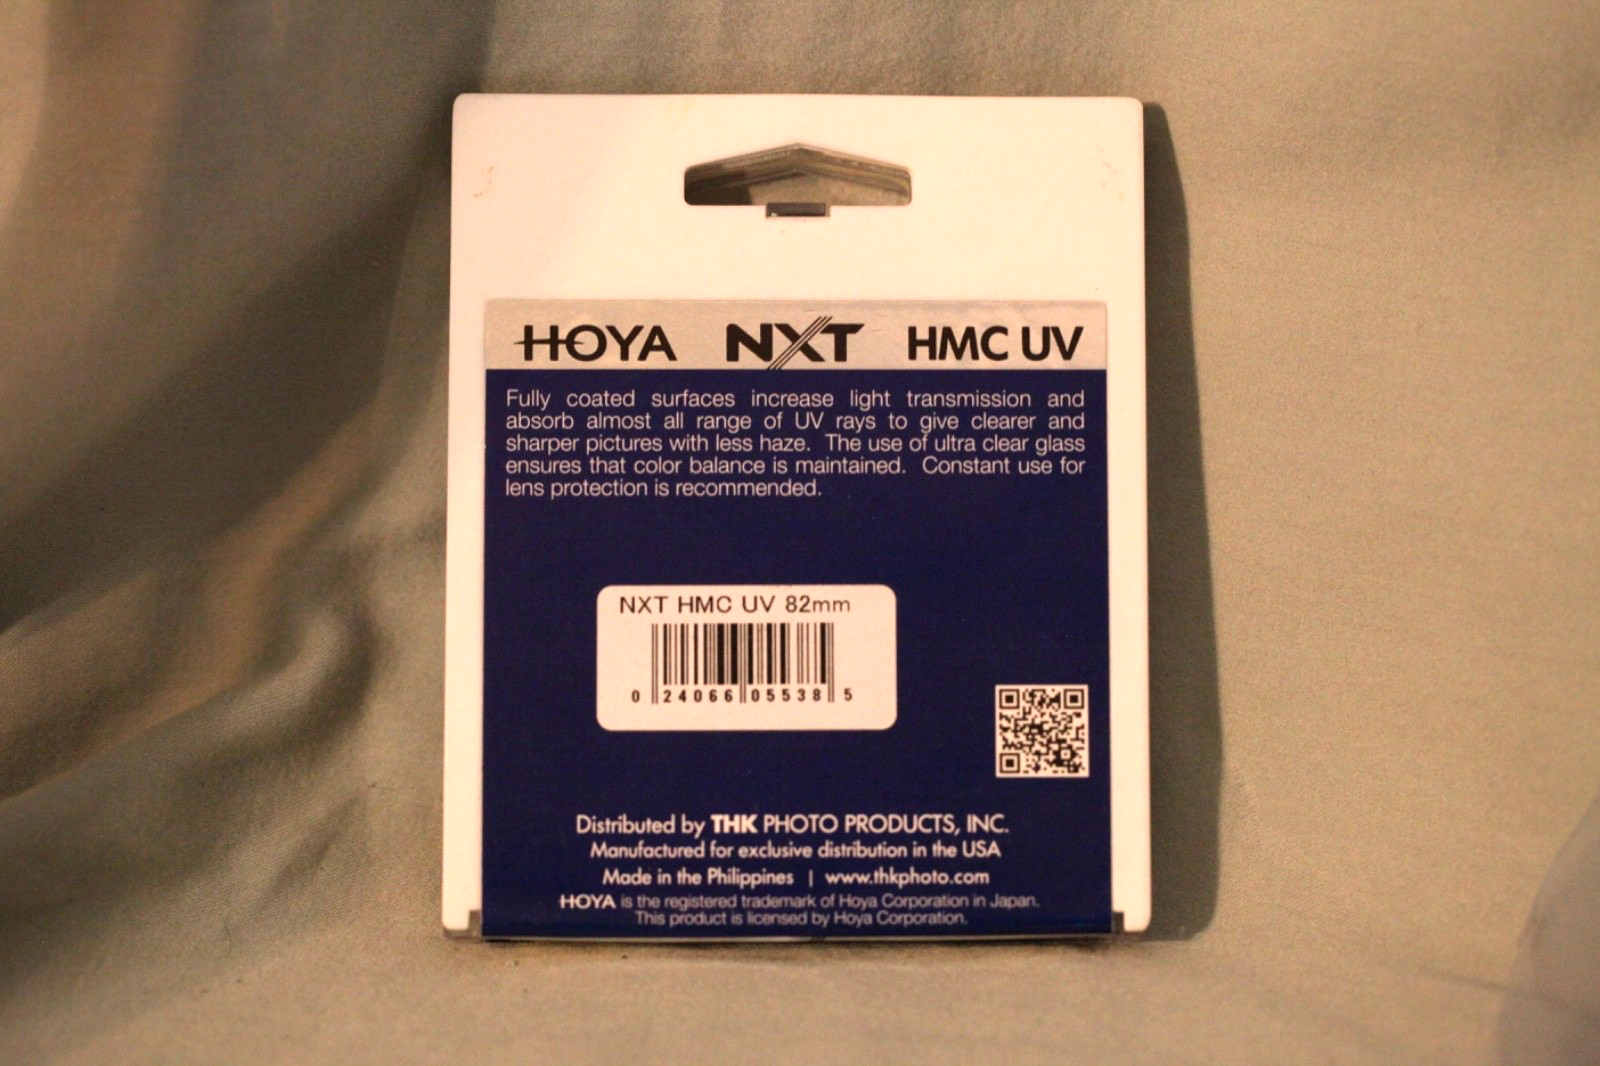 HOYA NXT HMC UV
Fully coated surfaces increase light transmission and
absorb almost all range of UV rays to give clearer and
sharper pictures with less haze. The use of ultra clear glass
ensures that color balance is maintained. Constant use for
lens protection is recommended.
NXT HMC UV 82mm
0 24066 05538 5
Distributed by THK PHOTO PRODUCTS, INC.
Manufactured for exclusive distribution in the USA
Made in the Philippines | www.thkphoto.com
HOYA is the registered trademark of Hoya Corporation in Japan.
This product is licensed by Hoya Corporation.